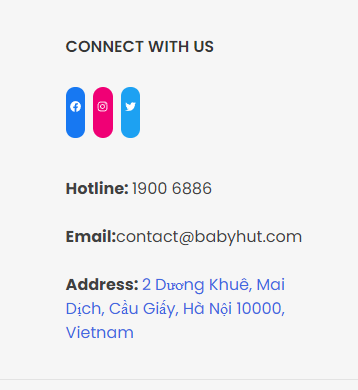 CONNECT WITH US
Hotline: 1900 6886
Email:contact@babyhut.com
Address: 2 Dương Khuê, Mai
Dịch, Cầu Giấy, Hà Nội 10000,
Vietnam